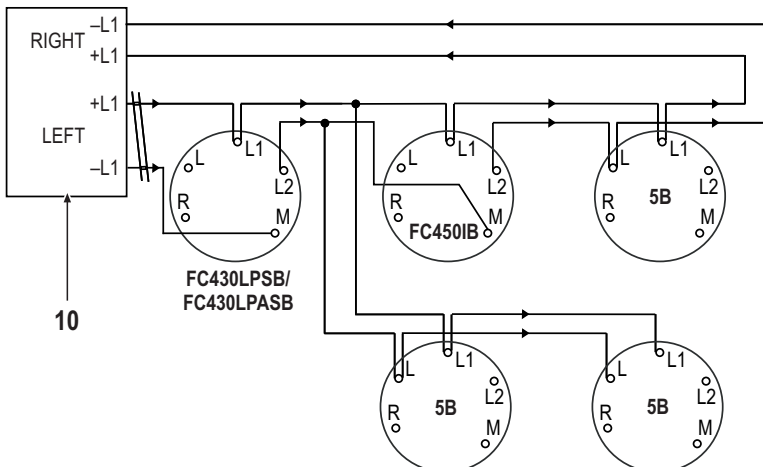 –L1
RIGHT
+L1
+L1
LEFT
–L1
10
L
L1
L2
R
M
FC430LPSB/
FC430LPASB
L
L1
L2
R
M
FC450IB
L
L1
L2
5B
R
M
L
L1
L2
5B
R
M
L
L1
L2
5B
R
M